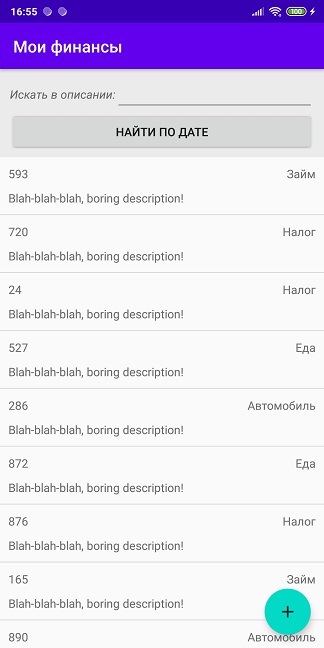 16:55 100
Мои финансы
Искать в описании:
НАЙТИ ПО ДАТЕ
593 Займ
Blah-blah-blah, boring description!
720 Налог
Blah-blah-blah, boring description!
24 Налог
Blah-blah-blah, boring description!
527 Еда
Blah-blah-blah, boring description!
286 Автомобиль
Blah-blah-blah, boring description!
872 Еда
Blah-blah-blah, boring description!
876 Налог
Blah-blah-blah, boring description!
165 Займ
Blah-blah-blah, boring description!
890 Автомобиль